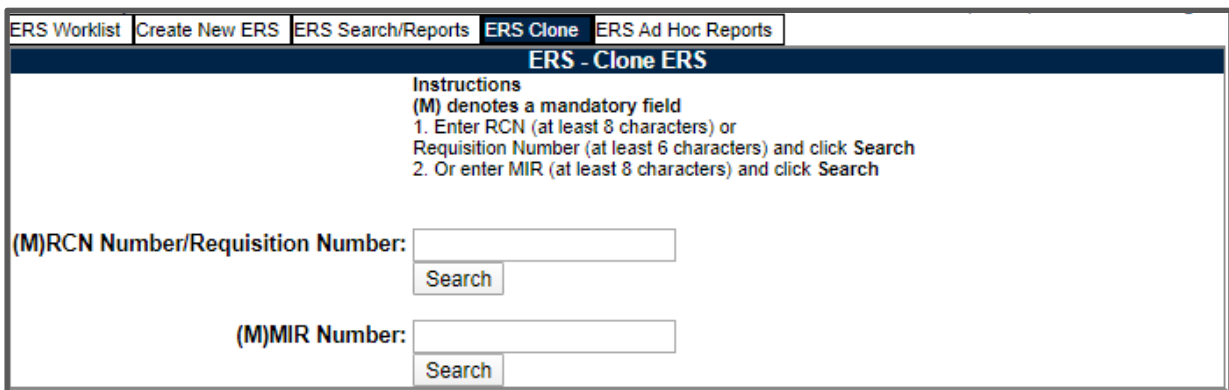 ERS Worklist Create New ERS ERS Search/Reports ERS Clone ERS Ad Hoc Reports
ERS - Clone ERS
Instructions
(M) denotes a mandatory field
1. Enter RCN (at least 8 characters) or
Requisition Number (at least 6 characters) and click Search
2. Or enter MIR (at least 8 characters) and click Search
(M)RCN Number/Requisition Number:
Search
(M)MIR Number:
Search